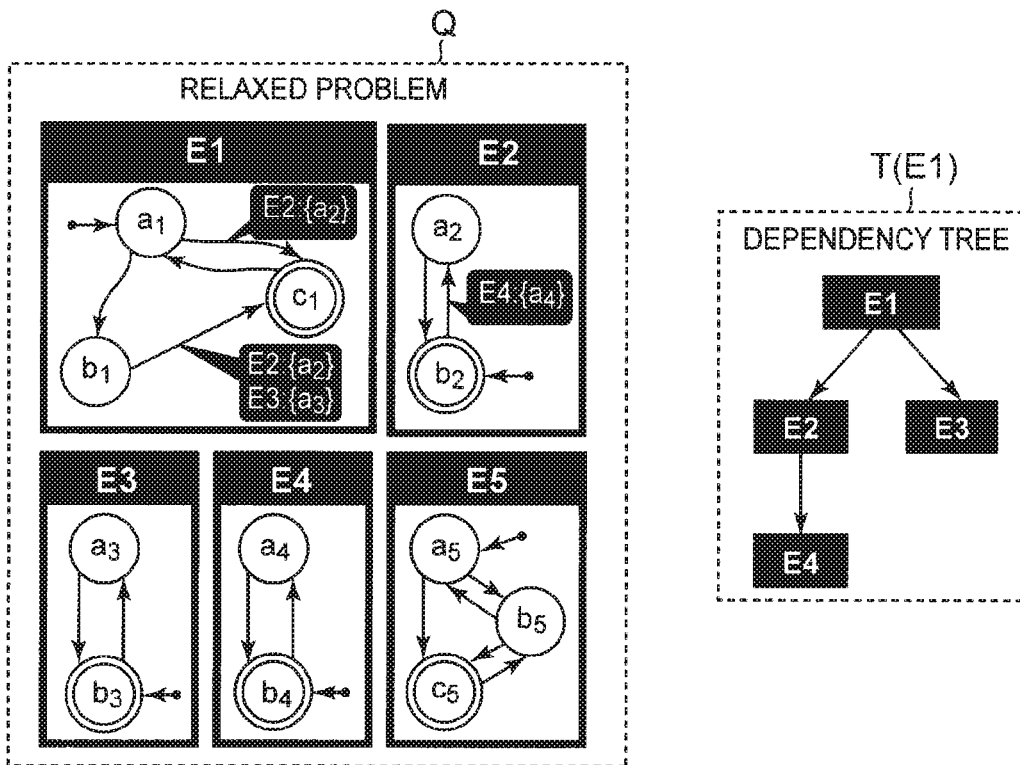 Q
RELAXED PROBLEM
E1
a1
E2 {a2}
c1
b1
E2 {a2}
E3 {a3}
E2
a2
E4 {a4}
b2
E3
a3
b3
E4
a4
b4
E5
a5
b5
c5
T(E1)
DEPENDENCY TREE
E1
E2
E3
E4